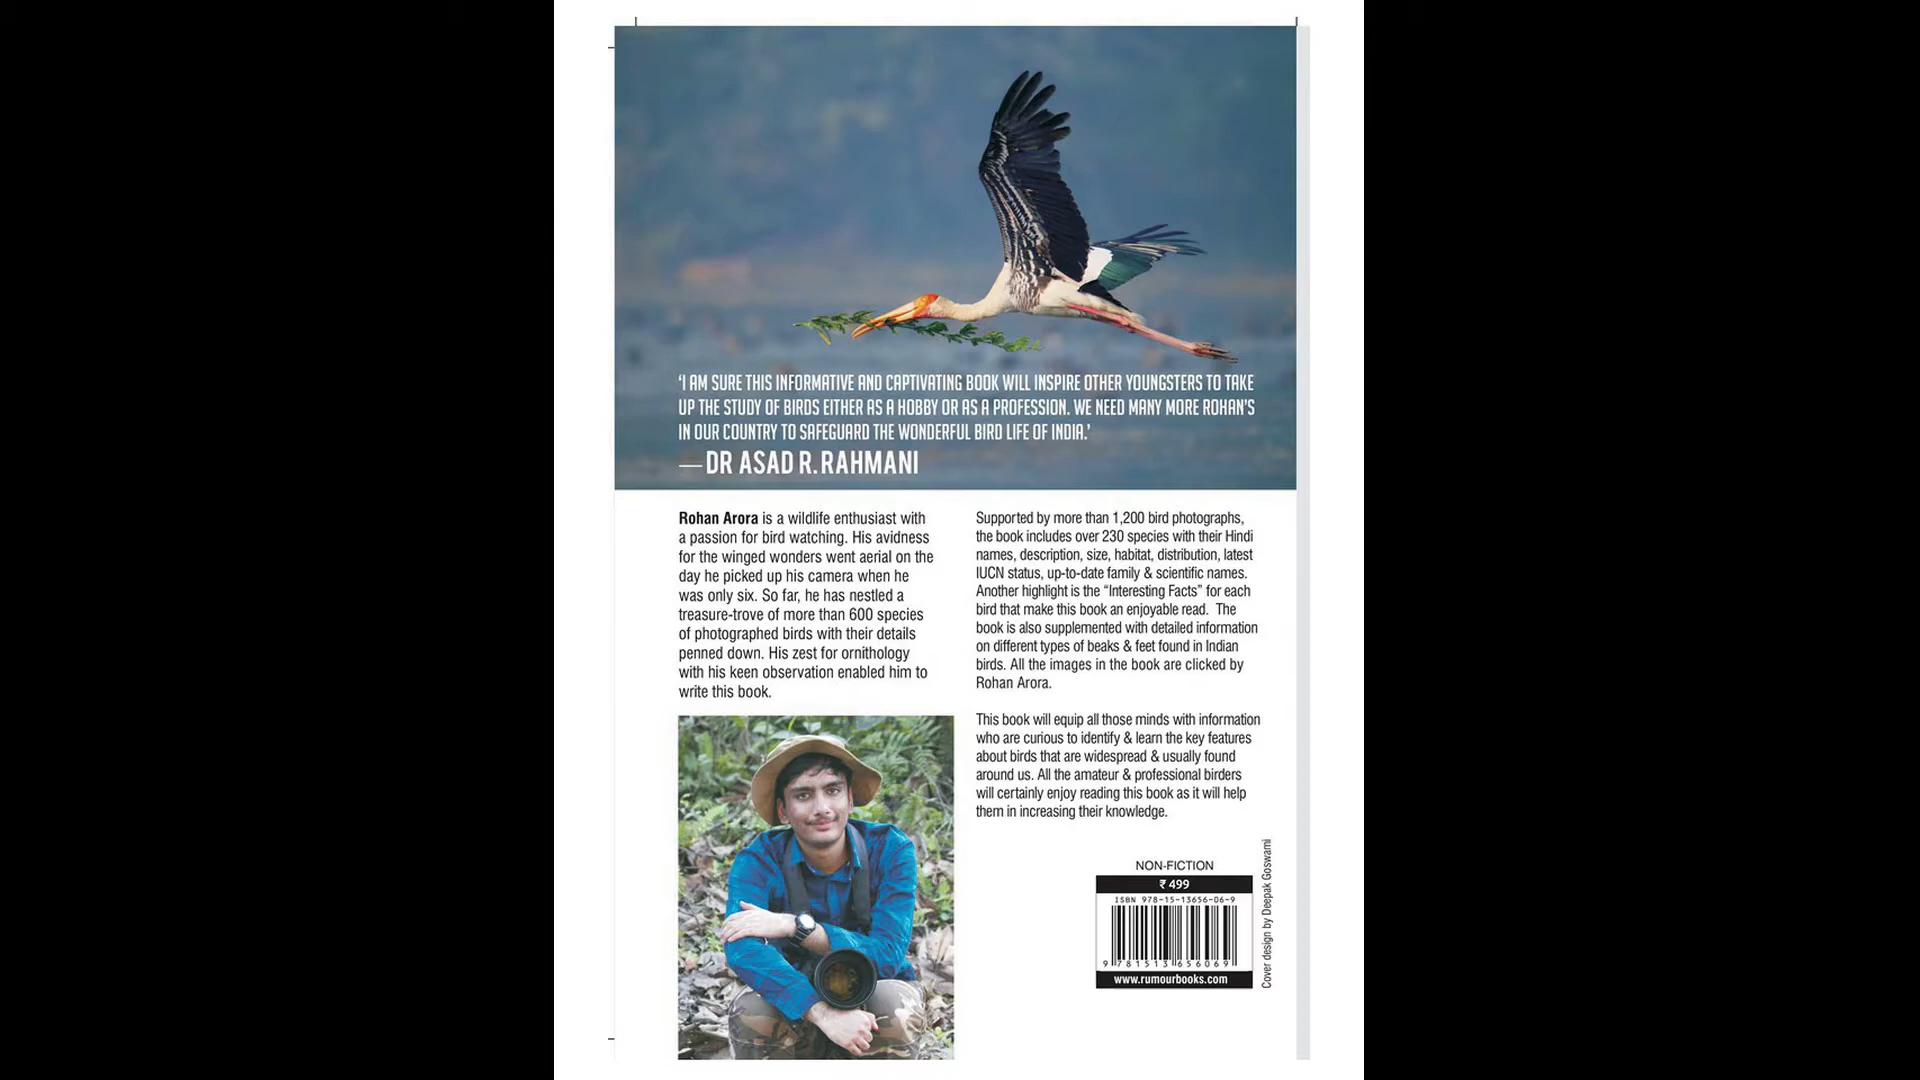 'I AM SURE THIS INFORMATIVE AND CAPTIVATING BOOK WILL INSPIRE OTHER YOUNGSTERS TO TAKE
UP THE STUDY OF BIRDS EITHER AS A HOBBY OR AS A PROFESSION. WE NEED MANY MORE ROHAN'S
IN OUR COUNTRY TO SAFEGUARD THE WONDERFUL BIRD LIFE OF INDIA.'
— DR ASAD R. RAHMANI
Rohan Arora is a wildlife enthusiast with
a passion for bird watching. His avidness
for the winged wonders went aerial on the
day he picked up his camera when he
was only six. So far, he has nestled a
treasure-trove of more than 600 species
of photographed birds with their details
penned down. His zest for ornithology
with his keen observation enabled him to
write this book.
Supported by more than 1,200 bird photographs,
the book includes over 230 species with their Hindi
names, description, size, habitat, distribution, latest
IUCN status, up-to-date family & scientific names.
Another highlight is the “Interesting Facts” for each
bird that make this book an enjoyable read. The
book is also supplemented with detailed information
on different types of beaks & feet found in Indian
birds. All the images in the book are clicked by
Rohan Arora.
This book will equip all those minds with information
who are curious to identify & learn the key features
about birds that are widespread & usually found
around us. All the amateur & professional birders
will certainly enjoy reading this book as it will help
them in increasing their knowledge.
NON-FICTION
₹ 499
ISBN 978-15-13656-06-9
9 781513 656069
www.rumourbooks.com
Cover design by Deepak Goswami